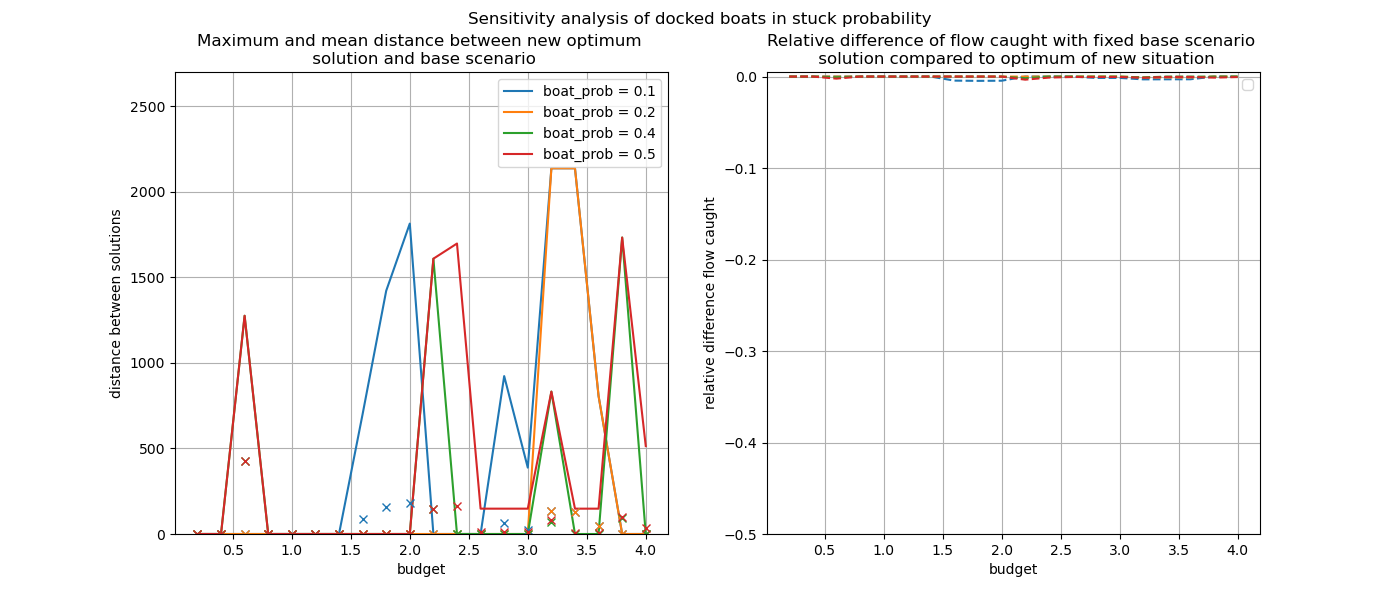 Sensitivity analysis of docked boats in stuck probability
Maximum and mean distance between new optimum
solution and base scenario
distance between solutions
2500
2000
1500
1000
500
0
0.5 1.0 1.5 2.0 2.5 3.0 3.5 4.0
budget
boat_prob = 0.1
boat_prob = 0.2
boat_prob = 0.4
boat_prob = 0.5
Relative difference of flow caught with fixed base scenario
solution compared to optimum of new situation
relative difference flow caught
0.0
−0.1
−0.2
−0.3
−0.4
−0.5
0.5 1.0 1.5 2.0 2.5 3.0 3.5 4.0
budget